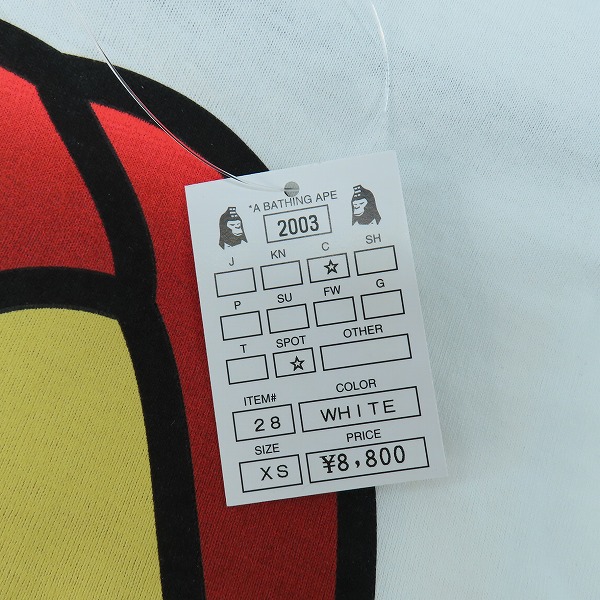 *A BATHING APE
2003
J KN C SH
☆
P SU FW G
T SPOT OTHER
☆
ITEM# COLOR
28 WHITE
SIZE PRICE
XS ¥8,800